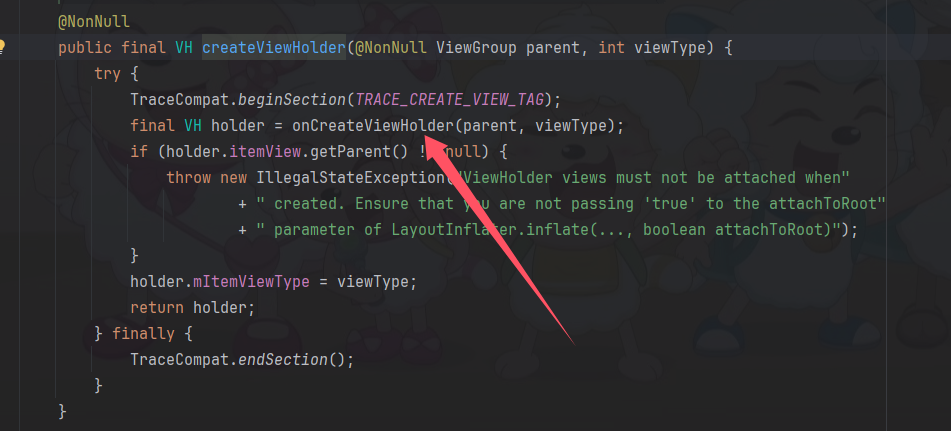 @NonNull
public final VH createViewHolder(@NonNull ViewGroup parent, int viewType) {
try {
TraceCompat.beginSection(TRACE_CREATE_VIEW_TAG);
final VH holder = onCreateViewHolder(parent, viewType);
if (holder.itemView.getParent() ! null) {
throw new IllegalStateException( ViewHolder views must not be attached when"
+ " created. Ensure that you are not passing 'true' to the attachToRoot"
+ " parameter of LayoutInflater.inflate(..., boolean attachToRoot)");
}
holder.mItemViewType = viewType;
return holder;
} finally {
TraceCompat.endSection();
}
}